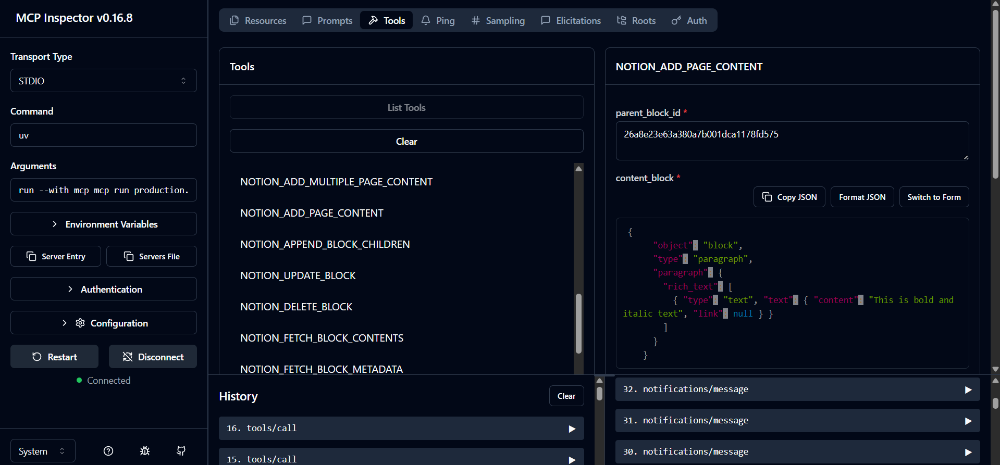 MCP Inspector v0.16.8
Transport Type
STDIO
Command
uv
Arguments
run --with mcp mcp run production.
Environment Variables
Server Entry
Servers File
Authentication
Configuration
Restart
Disconnect
Connected
System
Resources
Prompts
Tools
Ping
Sampling
Elicitations
Roots
Auth
Tools
List Tools
Clear
NOTION_ADD_MULTIPLE_PAGE_CONTENT
NOTION_ADD_PAGE_CONTENT
NOTION_APPEND_BLOCK_CHILDREN
NOTION_UPDATE_BLOCK
NOTION_DELETE_BLOCK
NOTION_FETCH_BLOCK_CONTENTS
NOTION_FETCH_BLOCK_METADATA
NOTION_ADD_PAGE_CONTENT
parent_block_id *
26a8e23e63a380a7b001dca1178fd575
content_block *
Copy JSON
Format JSON
Switch to Form
{
"object": "block",
"type": "paragraph",
"paragraph": {
"rich_text": [
{ "type": "text", "text": { "content": "This is bold and
italic text", "link": null } }
]
}
}
History
Clear
16. tools/call
15. tools/call
32. notifications/message
31. notifications/message
30. notifications/message